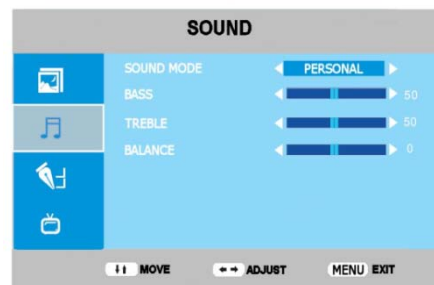 SOUND
SOUND MODE PERSONAL
BASS 50
TREBLE 50
BALANCE 0
MOVE ADJUST MENU EXIT